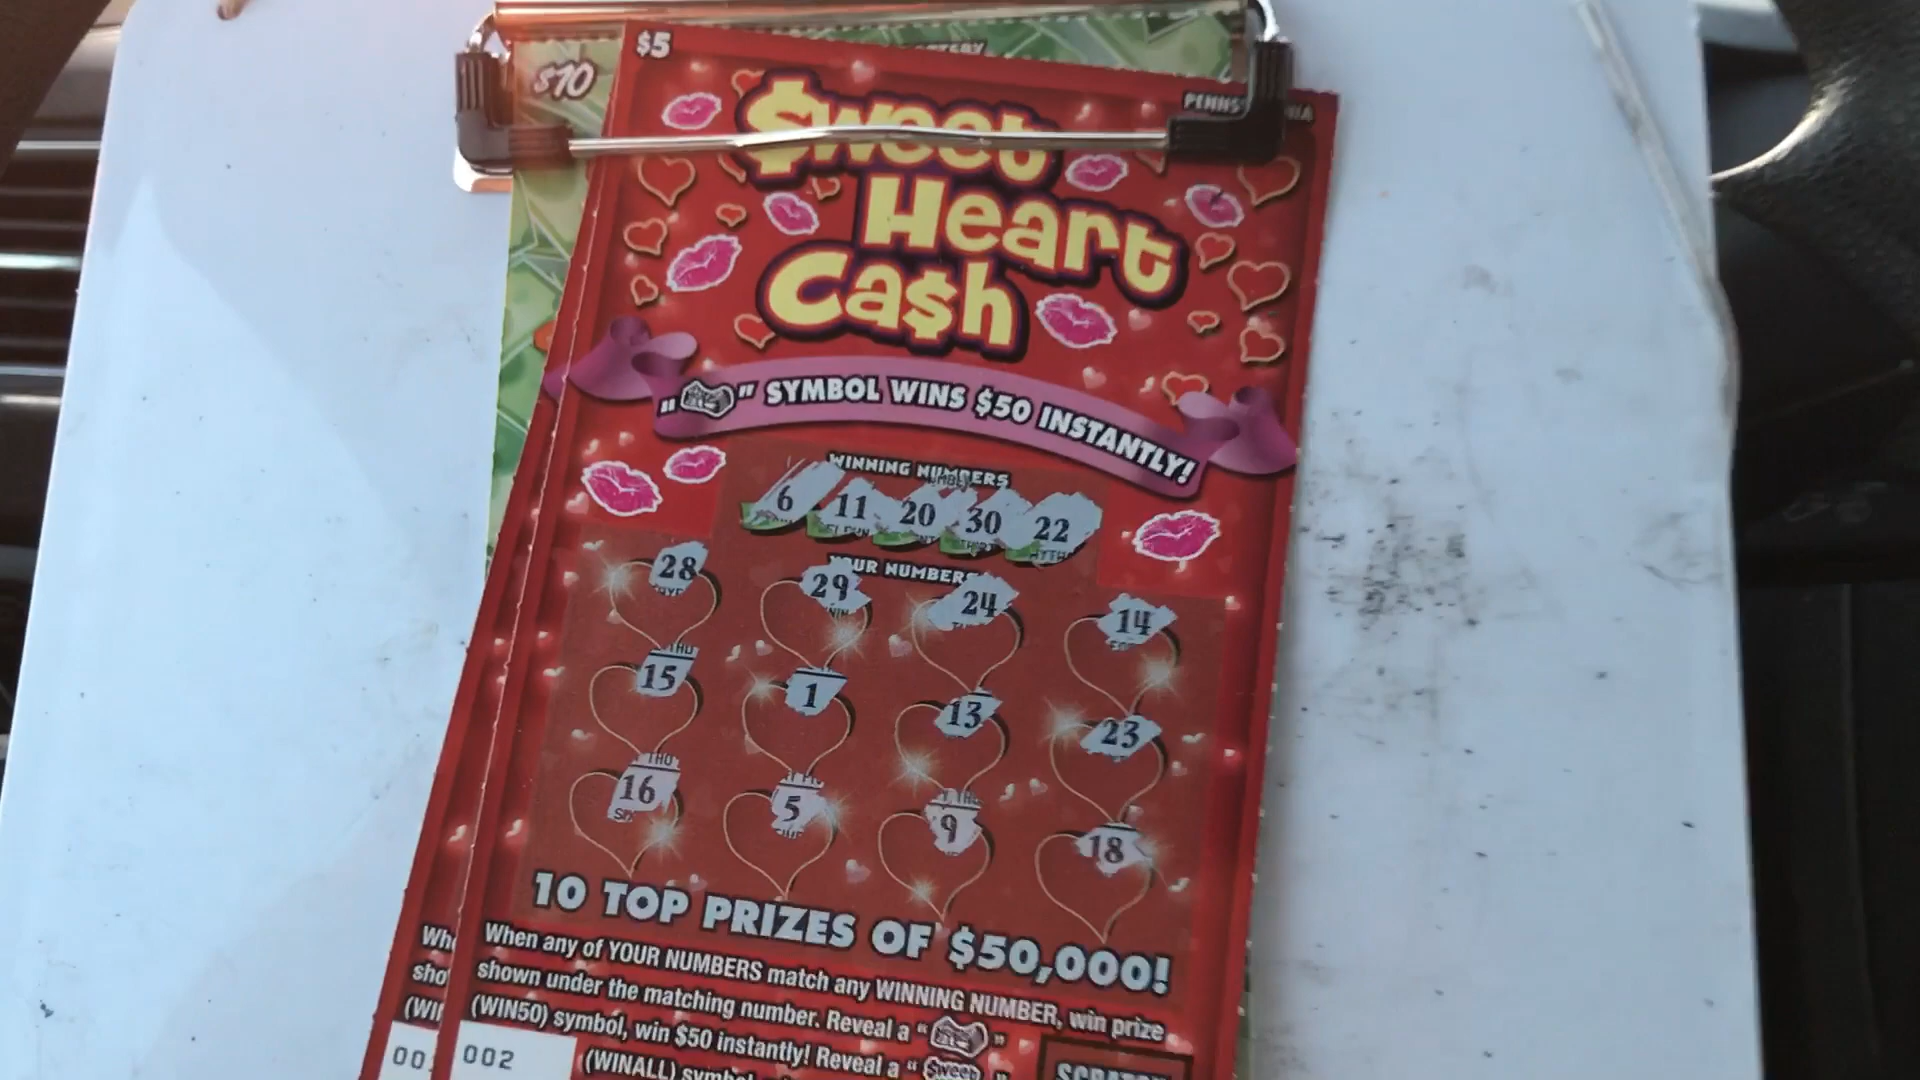 $5
$10
$weet
Heart
Ca$h
" " SYMBOL WINS $50 INSTANTLY!
WINNING NUMBERS
6 11 20 30 22
YOUR NUMBERS
28 29 24 14
15 1 13 23
16 5 9 18
10 TOP PRIZES OF $50,000!
When any of YOUR NUMBERS match any WINNING NUMBER, win prize
shown under the matching number. Reveal a " "
(WIN50) symbol, win $50 instantly! Reveal a " $weet "
(WINALL)
002